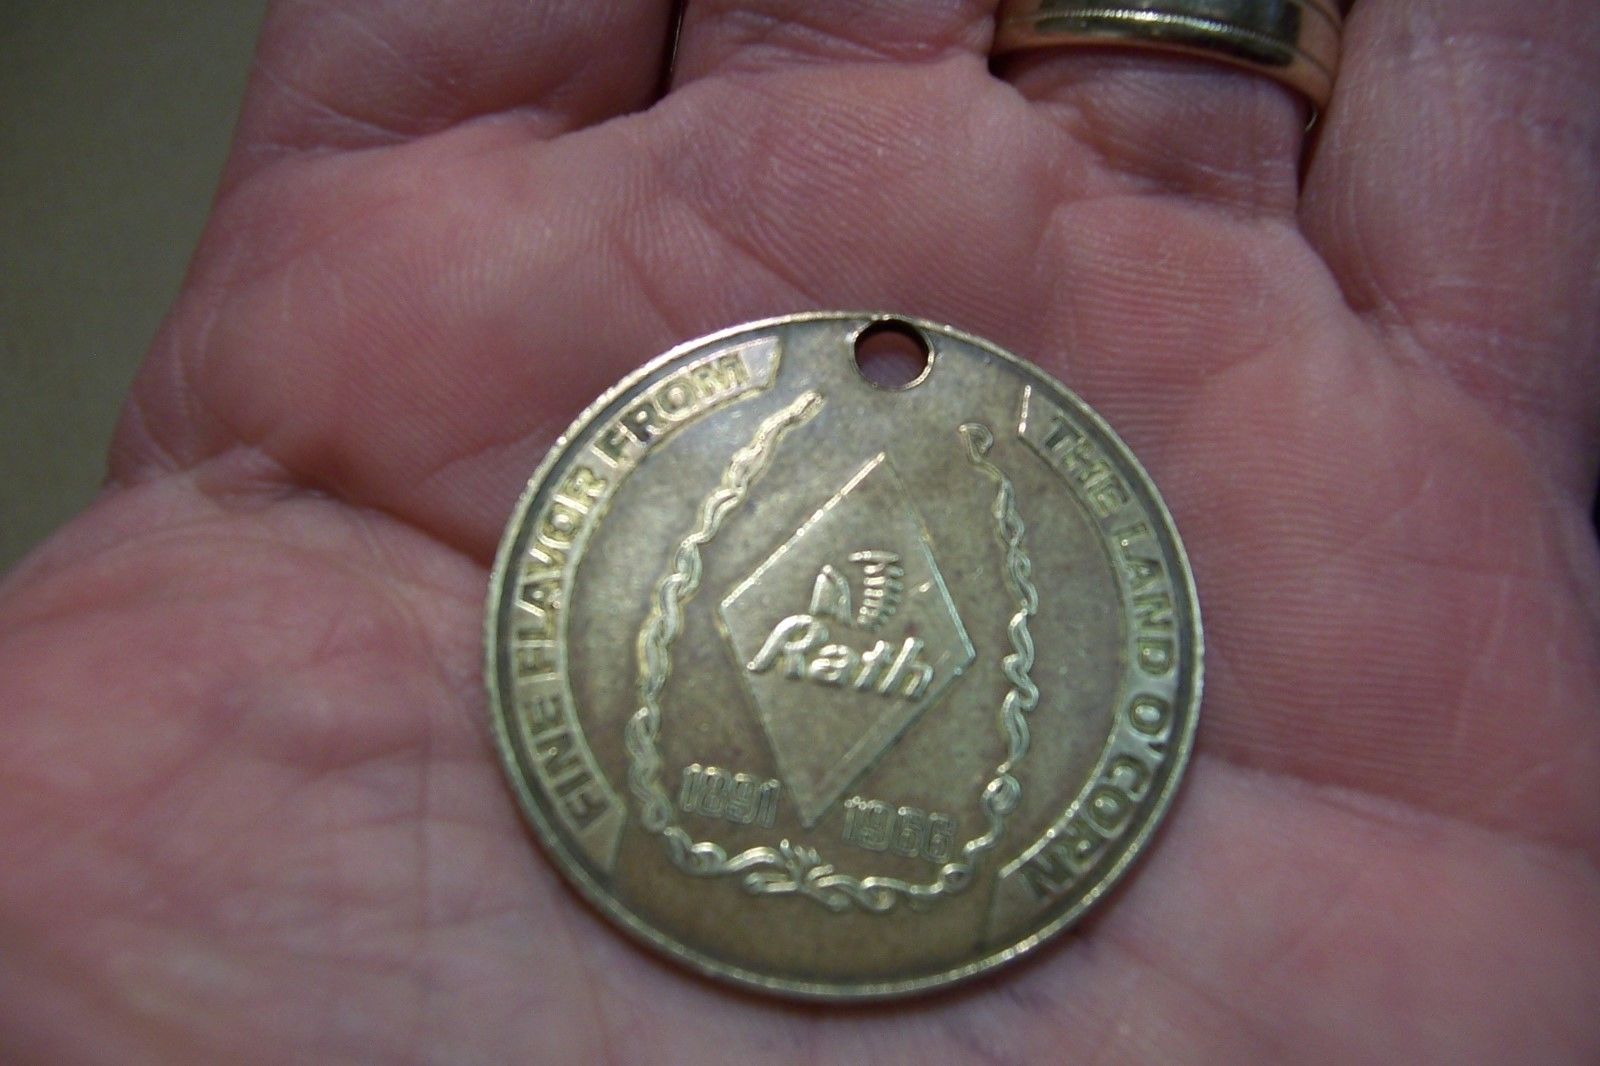 FINE FLAVOR FROM
THE LAND O'CORN
Rath
1891 1966